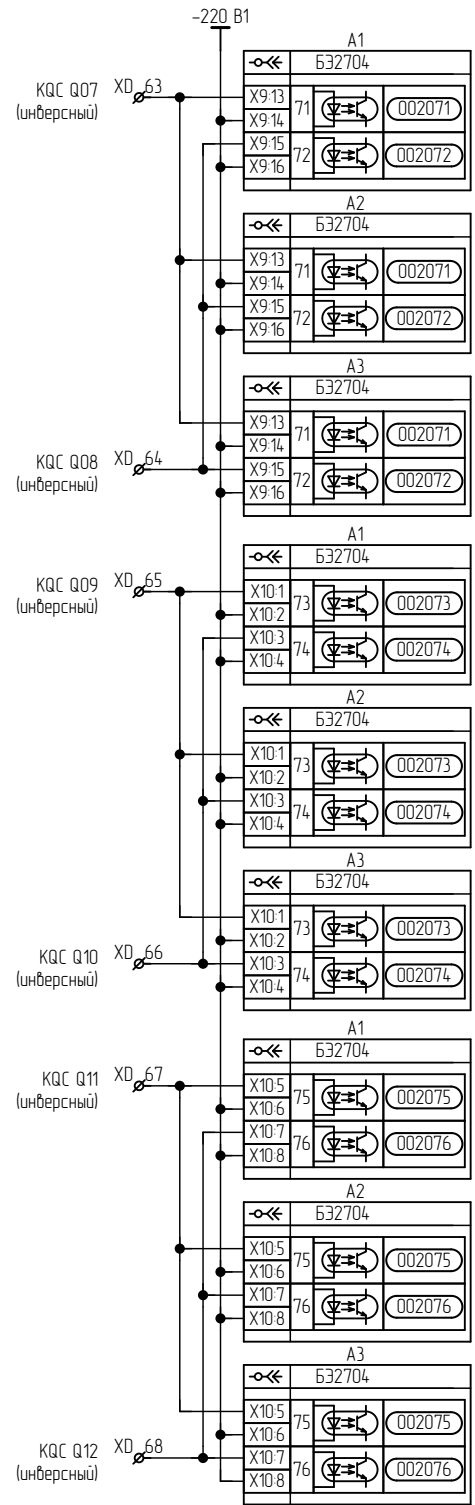 -220 В1
A1
Б32704
KQC Q07
(инверсный)
XD 63
X9:13
X9:14
71
002071
X9:15
X9:16
72
002072
A2
Б32704
X9:13
X9:14
71
002071
X9:15
X9:16
72
002072
A3
Б32704
X9:13
X9:14
71
002071
KQC Q08
(инверсный)
XD 64
X9:15
X9:16
72
002072
A1
Б32704
KQC Q09
(инверсный)
XD 65
X10:1
X10:2
73
002073
X10:3
X10:4
74
002074
A2
Б32704
X10:1
X10:2
73
002073
X10:3
X10:4
74
002074
A3
Б32704
X10:1
X10:2
73
002073
KQC Q10
(инверсный)
XD 66
X10:3
X10:4
74
002074
A1
Б32704
KQC Q11
(инверсный)
XD 67
X10:5
X10:6
75
002075
X10:7
X10:8
76
002076
A2
Б32704
X10:5
X10:6
75
002075
X10:7
X10:8
76
002076
A3
Б32704
X10:5
X10:6
75
002075
KQC Q12
(инверсный)
XD 68
X10:7
X10:8
76
002076